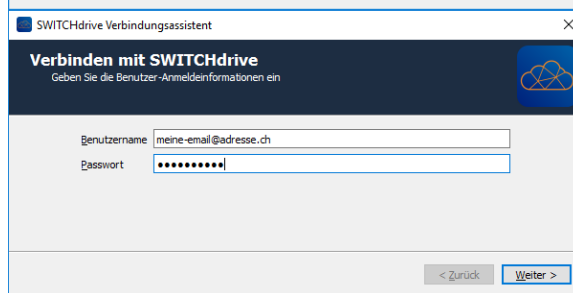 SWITCHdrive Verbindungsassistent
Verbinden mit SWITCHdrive
Geben Sie die Benutzer-Anmeldeinformationen ein
Benutzername meine-email@adresse.ch
Passwort ●●●●●●●●●●
< Zurück Weiter >